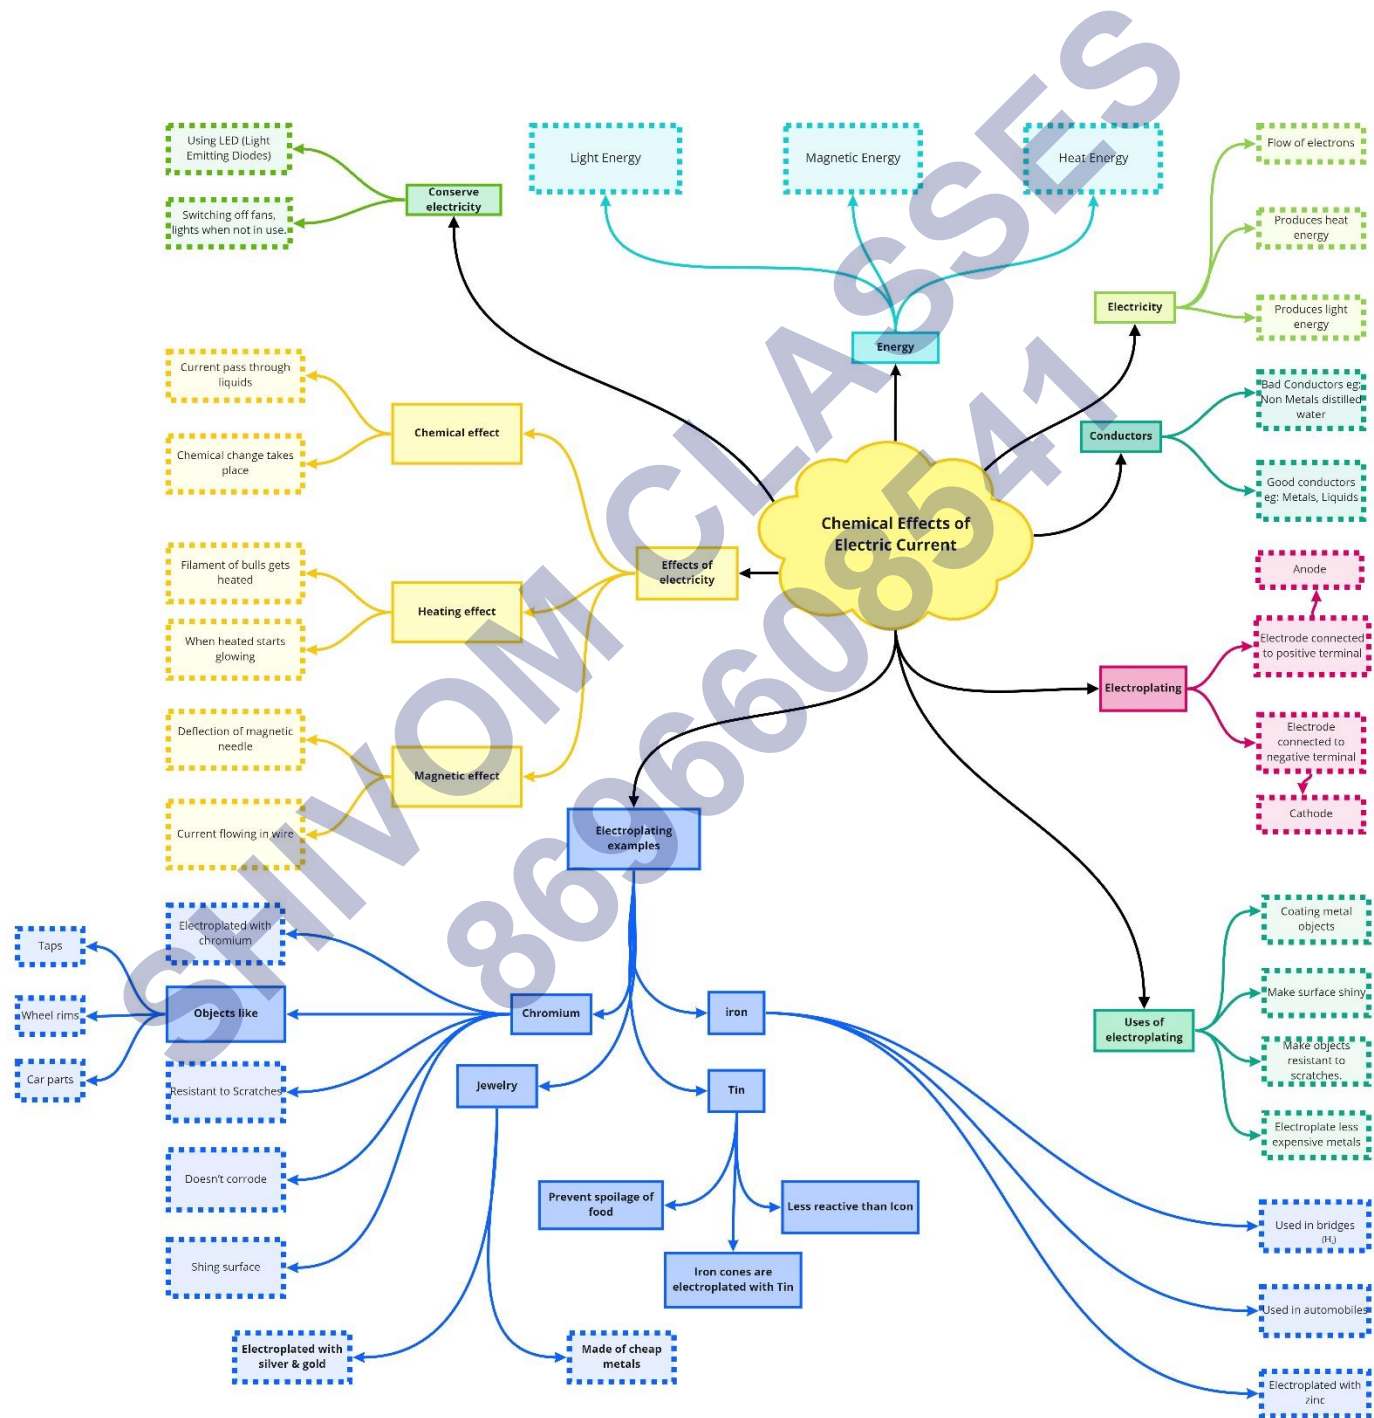 Using LED (Light
Emitting Diodes)
Switching off fans,
lights when not in use.
Conserve
electricity
Light Energy
Magnetic Energy
Heat Energy
Energy
Flow of electrons
Produces heat
energy
Produces light
energy
Electricity
Bad Conductors eg:
Non Metals distilled
water
Good conductors
eg: Metals, Liquids
Conductors
Chemical Effects of
Electric Current
Current pass through
liquids
Chemical change takes
place
Chemical effect
Filament of bulls gets
heated
When heated starts
glowing
Heating effect
Effects of
electricity
Deflection of magnetic
needle
Current flowing in wire
Magnetic effect
Anode
Electrode connected
to positive terminal
Electroplating
Electrode
connected to
negative terminal
Cathode
Electroplating
examples
Electroplated with
chromium
Taps
Wheel rims
Car parts
Objects like
Chromium
Resistant to Scratches
Doesn't corrode
Shing surface
Jewelry
Electroplated with
silver & gold
Made of cheap
metals
iron
Tin
Prevent spoilage of
food
Less reactive than Icon
Iron cones are
electroplated with Tin
Coating metal
objects
Make surface shiny
Make objects
resistant to
scratches.
Electroplate less
expensive metals
Uses of
electroplating
Used in bridges
(H₂)
Used in automobiles
Electroplated with
zinc
SHIVOM CLASSES
8696608541